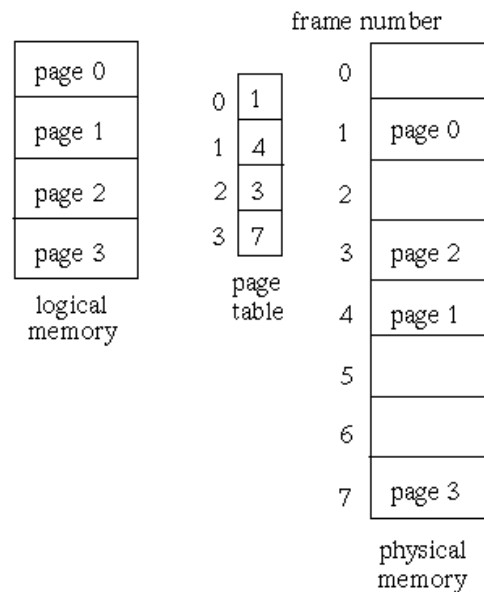 frame number
page 0
page 1
page 2
page 3
logical
memory
0 1
1 4
2 3
3 7
page
table
0
1 page 0
2
3 page 2
4 page 1
5
6
7 page 3
physical
memory